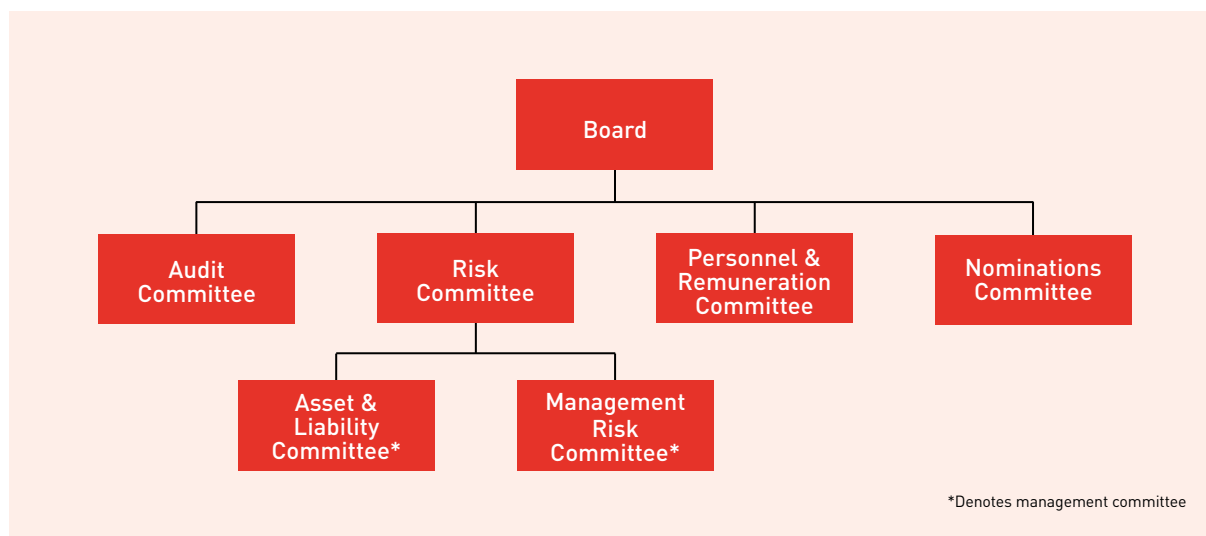 Board
Audit
Committee
Risk
Committee
Personnel &
Remuneration
Committee
Nominations
Committee
Asset &
Liability
Committee*
Management
Risk
Committee*
*Denotes management committee